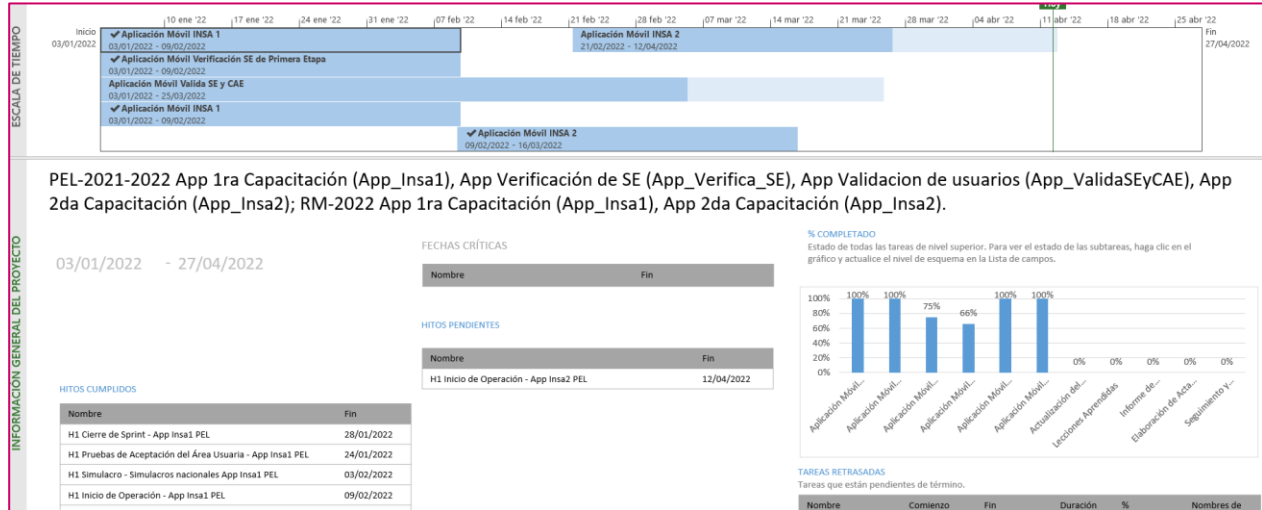 Hoy
10 ene '22 17 ene '22 24 ene '22 31 ene '22 07 feb '22 14 feb '22 21 feb '22 28 feb '22 07 mar '22 14 mar '22 21 mar '22 28 mar '22 04 abr '22 11 abr '22 18 abr '22 25 abr '22
ESCALA DE TIEMPO
Inicio
03/01/2022
✔Aplicación Móvil INSA 1
03/01/2022 - 09/02/2022
Aplicación Móvil INSA 2
21/02/2022 - 12/04/2022
Fin
27/04/2022
✔Aplicación Móvil Verificación SE de Primera Etapa
03/01/2022 - 09/02/2022
Aplicación Móvil Valida SE y CAE
03/01/2022 - 25/03/2022
✔Aplicación Móvil INSA 1
03/01/2022 - 09/02/2022
✔Aplicación Móvil INSA 2
09/02/2022 - 16/03/2022
INFORMACIÓN GENERAL DEL PROYECTO
PEL-2021-2022 App 1ra Capacitación (App_Insa1), App Verificación de SE (App_Verifica_SE), App Validacion de usuarios (App_ValidaSEyCAE), App
2da Capacitación (App_Insa2); RM-2022 App 1ra Capacitación (App_Insa1), App 2da Capacitación (App_Insa2).
03/01/2022 - 27/04/2022
HITOS CUMPLIDOS
Nombre Fin
H1 Cierre de Sprint - App Insa1 PEL 28/01/2022
H1 Pruebas de Aceptación del Área Usuaria - App Insa1 PEL 24/01/2022
H1 Simulacro - Simulacros nacionales App Insa1 PEL 03/02/2022
H1 Inicio de Operación - App Insa1 PEL 09/02/2022
FECHAS CRÍTICAS
Nombre Fin
HITOS PENDIENTES
Nombre Fin
H1 Inicio de Operación - App Insa2 PEL 12/04/2022
% COMPLETADO
Estado de todas las tareas de nivel superior. Para ver el estado de las subtareas, haga clic en el
gráfico y actualice el nivel de esquema en la Lista de campos.
100% 80% 60% 40% 20% 0%
100% 100% 75% 66% 100% 100% 0% 0% 0% 0% 0%
Aplicación Móvil...
Aplicación Móvil...
Aplicación Móvil...
Aplicación Móvil...
Aplicación Móvil...
Aplicación Móvil...
Actualización del...
Lecciones Aprendidas
Informe de...
Elaboración de Acta...
Seguimiento y...
TAREAS RETRASADAS
Tareas que están pendientes de término.
Nombre Comienzo Fin Duración % Nombres de